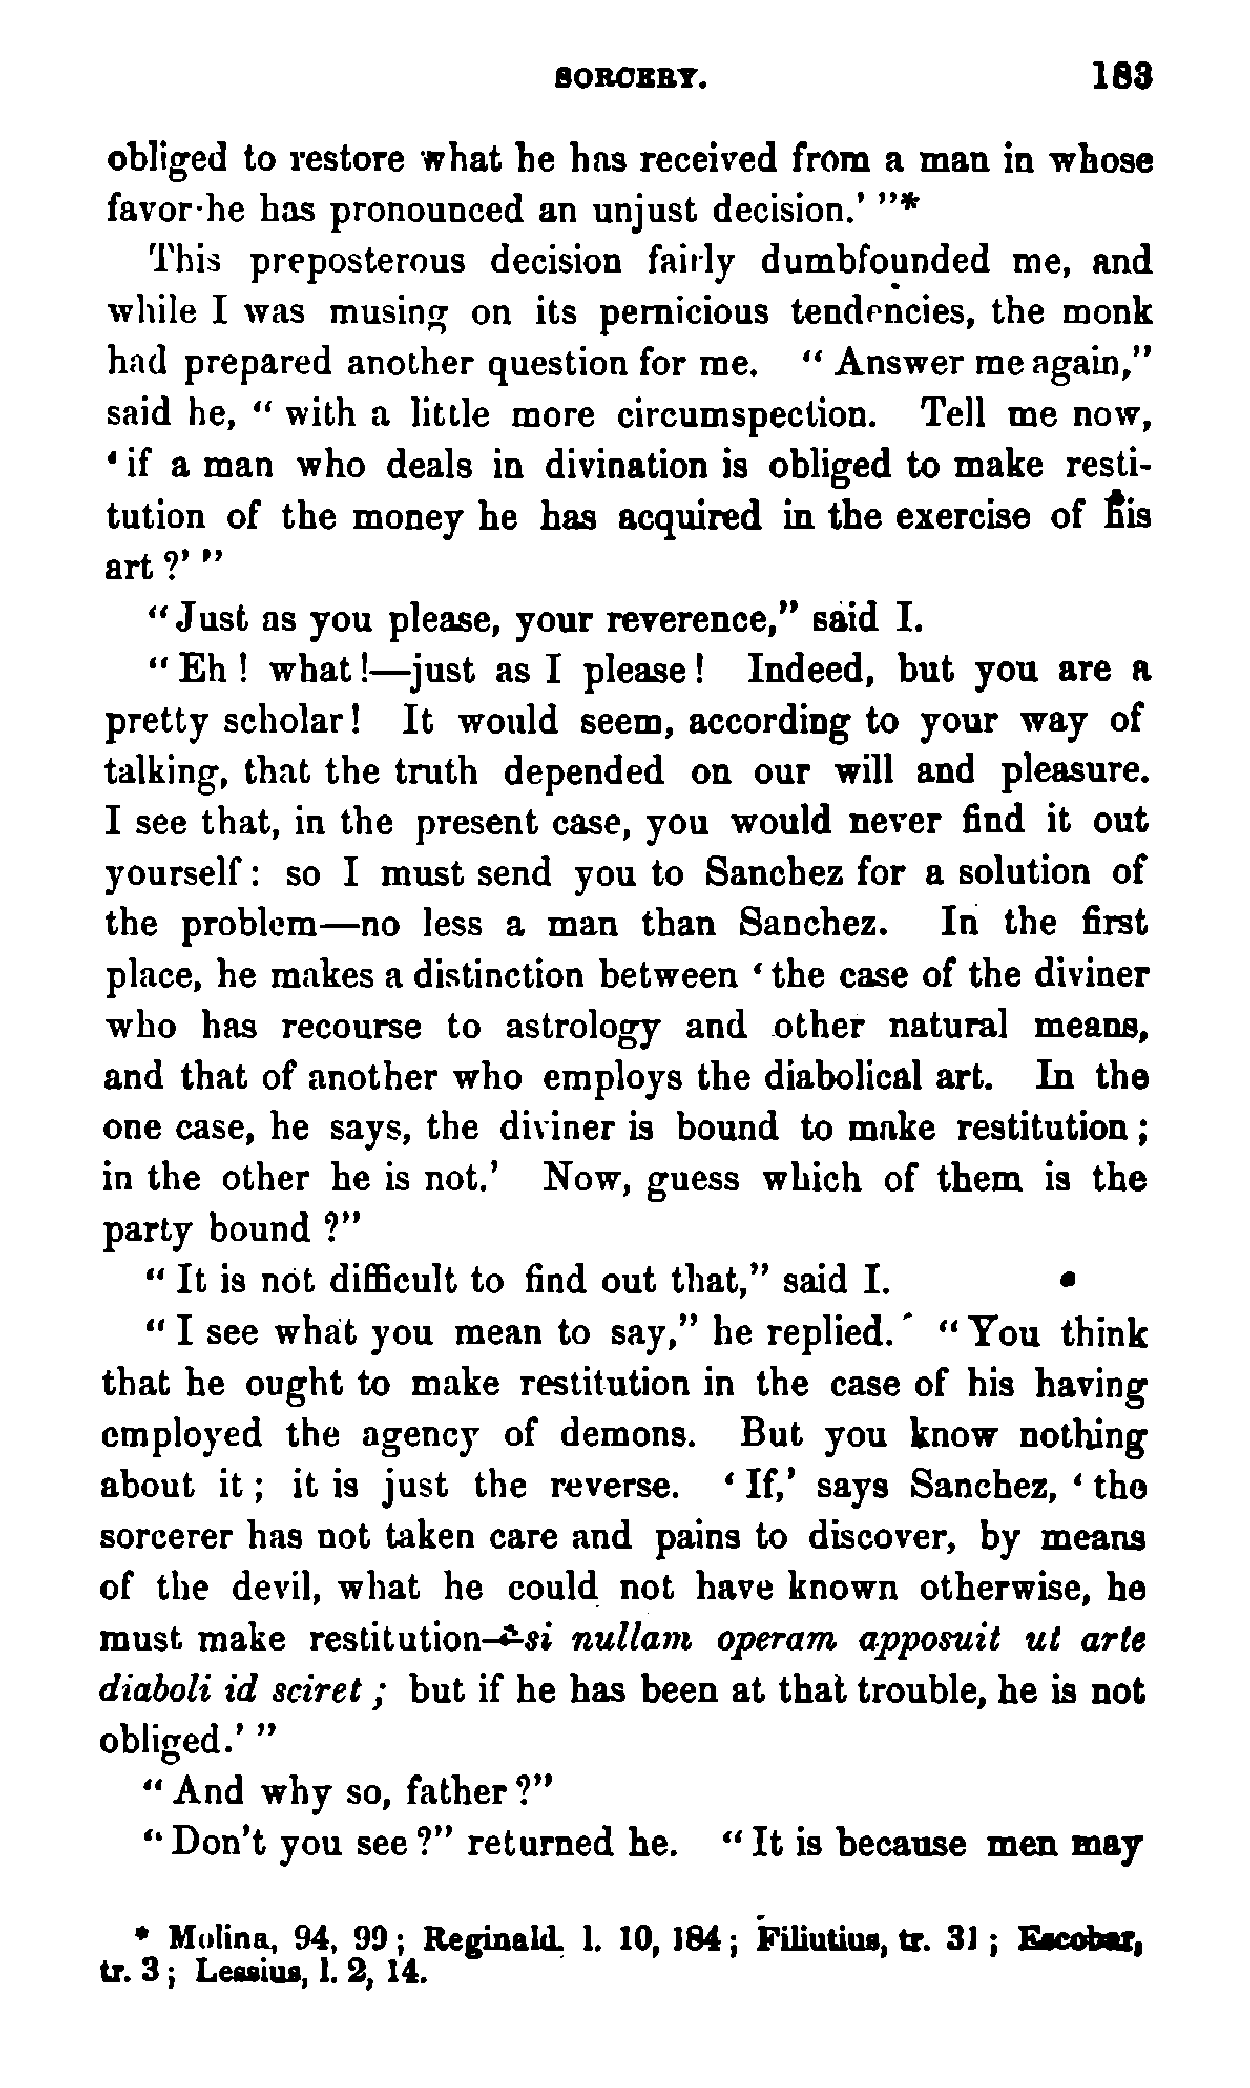 SORCERY. 183
obliged to restore what he has received from a man in whose
favor he has pronounced an unjust decision.' "*
This preposterous decision fairly dumbfounded me, and
while I was musing on its pernicious tendencies, the monk
had prepared another question for me. " Answer me again,"
said he, " with a little more circumspection. Tell me now,
' if a man who deals in divination is obliged to make resti-
tution of the money he has acquired in the exercise of his
art ?' "
" Just as you please, your reverence," said I.
" Eh ! what !—just as I please ! Indeed, but you are a
pretty scholar ! It would seem, according to your way of
talking, that the truth depended on our will and pleasure.
I see that, in the present case, you would never find it out
yourself : so I must send you to Sanchez for a solution of
the problem—no less a man than Sanchez. In the first
place, he makes a distinction between ' the case of the diviner
who has recourse to astrology and other natural means,
and that of another who employs the diabolical art. In the
one case, he says, the diviner is bound to make restitution ;
in the other he is not.' Now, guess which of them is the
party bound ?"
" It is not difficult to find out that," said I.
" I see what you mean to say," he replied. " You think
that he ought to make restitution in the case of his having
employed the agency of demons. But you know nothing
about it ; it is just the reverse. ' If,' says Sanchez, ' the
sorcerer has not taken care and pains to discover, by means
of the devil, what he could not have known otherwise, he
must make restitution—si nullam operam apposuit ut arte
diaboli id sciret ; but if he has been at that trouble, he is not
obliged.' "
" And why so, father ?"
" Don't you see ?" returned he. " It is because men may
* Molina, 94, 99 ; Reginald. l. 10, 184 ; Filiutius, tr. 31 ; Escobar,
tr. 3 ; Lessius, l. 2, 14.